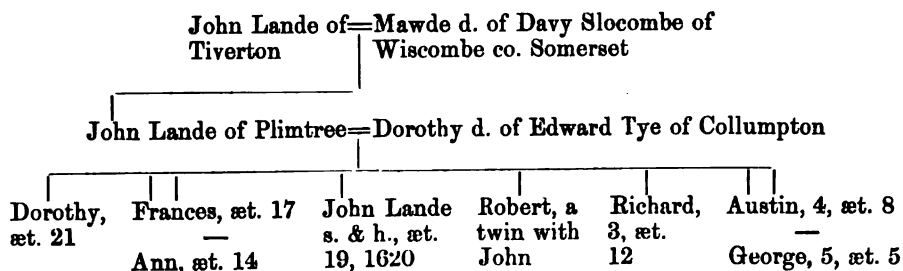 John Lande of=Mawde d. of Davy Slocombe of
Tiverton Wiscombe co. Somerset
John Lande of Plimtree=Dorothy d. of Edward Tye of Collumpton
Dorothy, Frances, æt. 17 John Lande Robert, a Richard, Austin, 4, æt. 8
æt. 21 — s. & h., æt. twin with 3, æt. —
Ann, æt. 14 19, 1620 John 12 George, 5, æt. 5